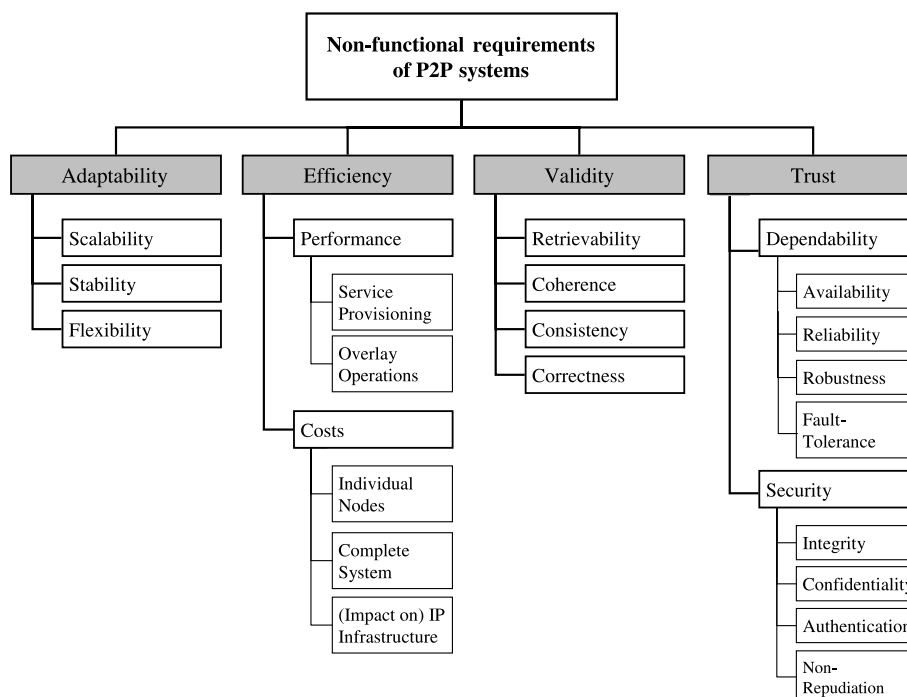 Non-functional requirements
of P2P systems
Adaptability
Scalability
Stability
Flexibility
Efficiency
Performance
Service
Provisioning
Overlay
Operations
Costs
Individual
Nodes
Complete
System
(Impact on) IP
Infrastructure
Validity
Retrievability
Coherence
Consistency
Correctness
Trust
Dependability
Availability
Reliability
Robustness
Fault-
Tolerance
Security
Integrity
Confidentiality
Authentication
Non-
Repudiation